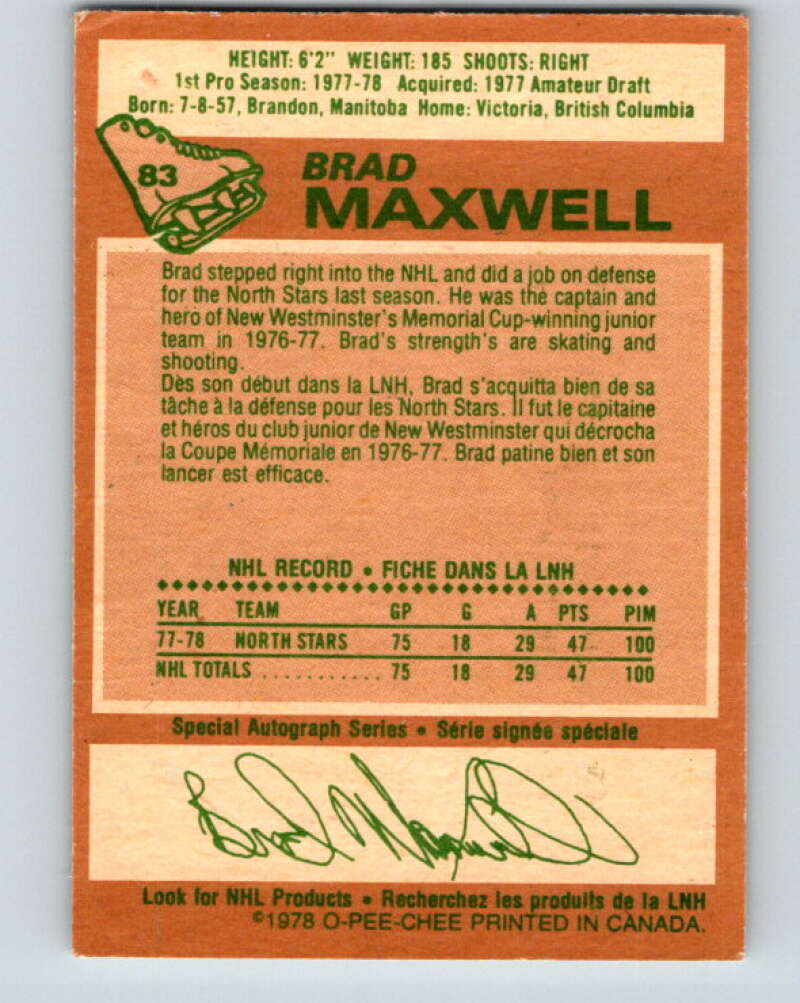 HEIGHT: 6'2" WEIGHT: 185 SHOOTS: RIGHT
1st Pro Season: 1977-78 Acquired: 1977 Amateur Draft
Born: 7-8-57, Brandon, Manitoba Home: Victoria, British Columbia
83
BRAD
MAXWELL
Brad stepped right into the NHL and did a job on defense
for the North Stars last season. He was the captain and
hero of New Westminster's Memorial Cup-winning junior
team in 1976-77. Brad's strength's are skating and
shooting.
Dès son début dans la LNH, Brad s'acquitta bien de sa
tâche à la défense pour les North Stars. Il fut le capitaine
et héros du club junior de New Westminster qui décrocha
la Coupe Mémoriale en 1976-77. Brad patine bien et son
lancer est efficace.
NHL RECORD • FICHE DANS LA LNH
YEAR TEAM GP G A PTS PIM
77-78 NORTH STARS 75 18 29 47 100
NHL TOTALS ............ 75 18 29 47 100
Special Autograph Series • Série signée spéciale
Brad Maxwell
Look for NHL Products • Recherchez les produits de la LNH
©1978 O-PEE-CHEE PRINTED IN CANADA.